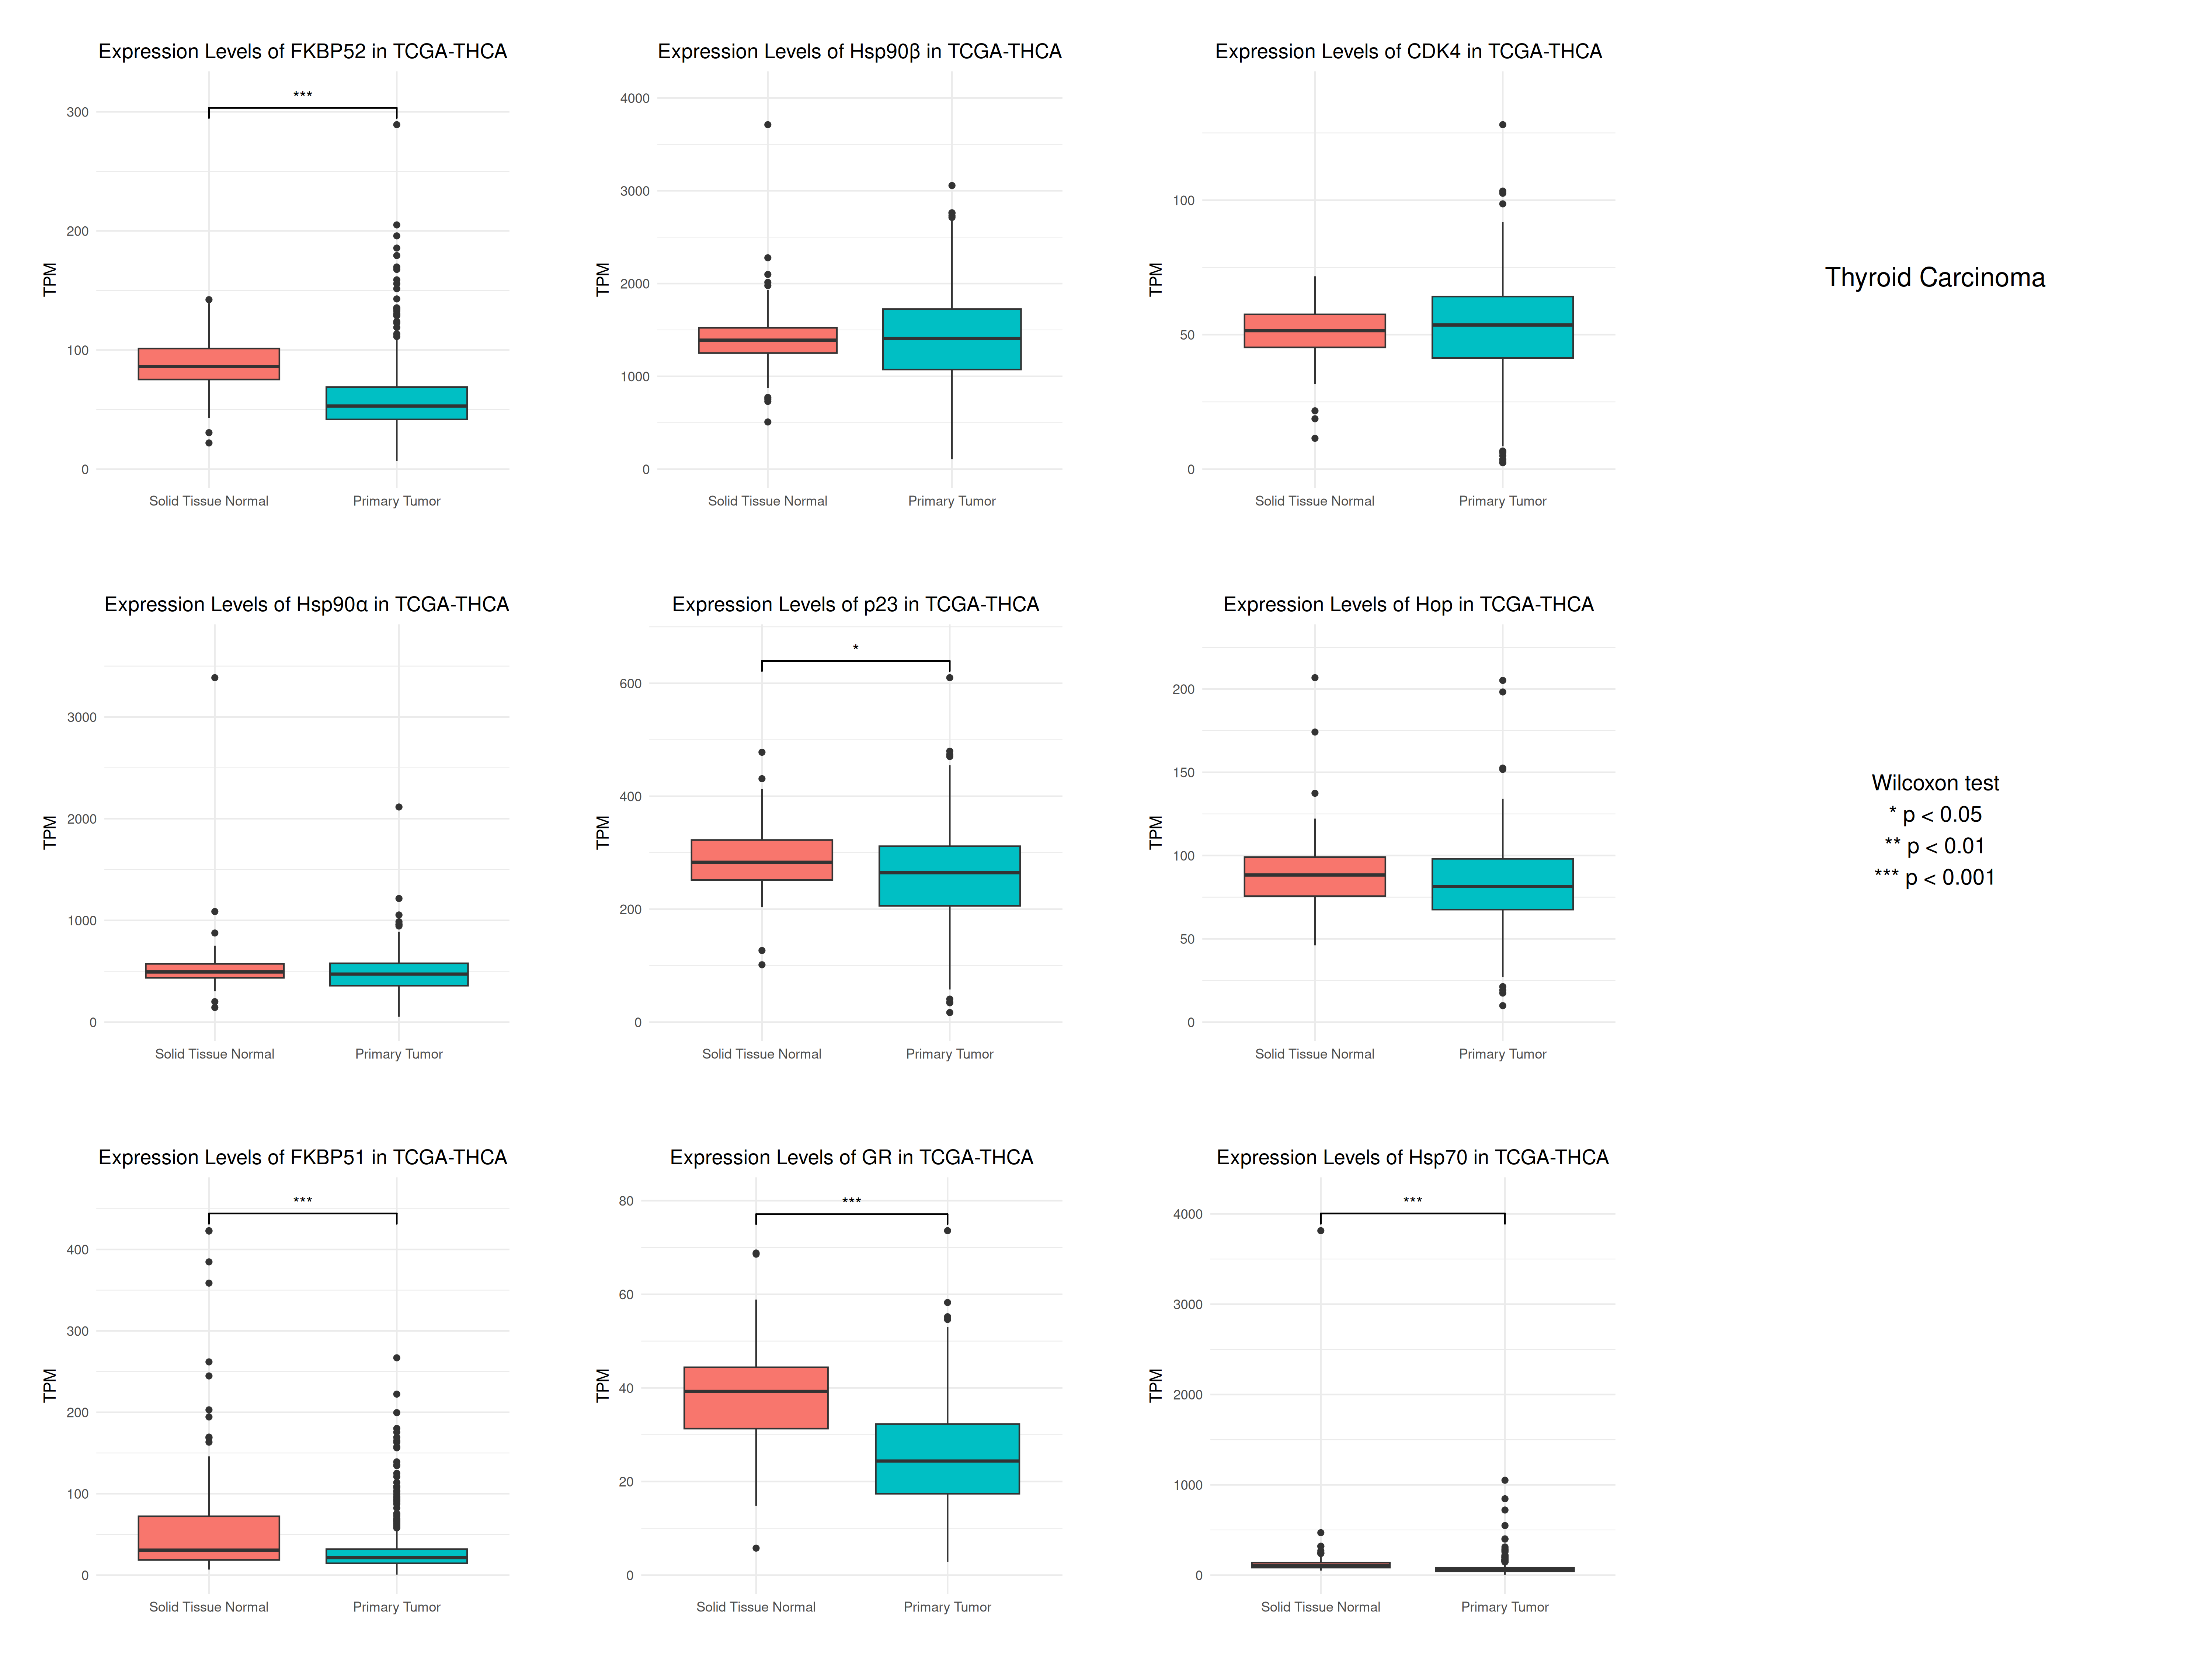 Expression Levels of FKBP52 in TCGA-THCA
***
300
200
100
0
TPM
Solid Tissue Normal
Primary Tumor
Expression Levels of Hsp90β in TCGA-THCA
4000
3000
2000
1000
0
TPM
Solid Tissue Normal
Primary Tumor
Expression Levels of CDK4 in TCGA-THCA
100
50
0
TPM
Solid Tissue Normal
Primary Tumor
Thyroid Carcinoma
Expression Levels of Hsp90α in TCGA-THCA
3000
2000
1000
0
TPM
Solid Tissue Normal
Primary Tumor
Expression Levels of p23 in TCGA-THCA
*
600
400
200
0
TPM
Solid Tissue Normal
Primary Tumor
Expression Levels of Hop in TCGA-THCA
200
150
100
50
0
TPM
Solid Tissue Normal
Primary Tumor
Wilcoxon test
* p < 0.05
** p < 0.01
*** p < 0.001
Expression Levels of FKBP51 in TCGA-THCA
***
400
300
200
100
0
TPM
Solid Tissue Normal
Primary Tumor
Expression Levels of GR in TCGA-THCA
***
80
60
40
20
0
TPM
Solid Tissue Normal
Primary Tumor
Expression Levels of Hsp70 in TCGA-THCA
***
4000
3000
2000
1000
0
TPM
Solid Tissue Normal
Primary Tumor